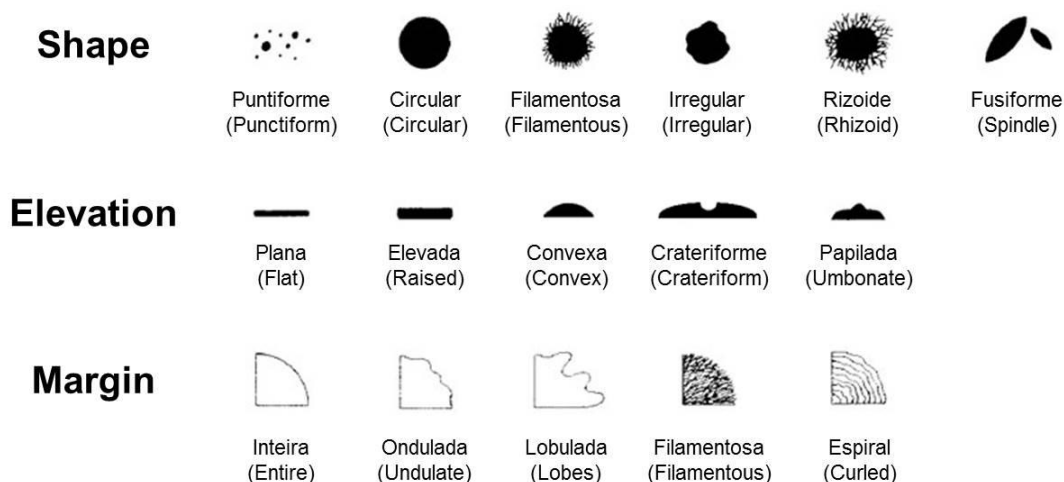 Shape
Puntiforme
(Punctiform)
Circular
(Circular)
Filamentosa
(Filamentous)
Irregular
(Irregular)
Rizoide
(Rhizoid)
Fusiforme
(Spindle)
Elevation
Plana
(Flat)
Elevada
(Raised)
Convexa
(Convex)
Crateriforme
(Crateriform)
Papilada
(Umbonate)
Margin
Inteira
(Entire)
Ondulada
(Undulate)
Lobulada
(Lobes)
Filamentosa
(Filamentous)
Espiral
(Curled)